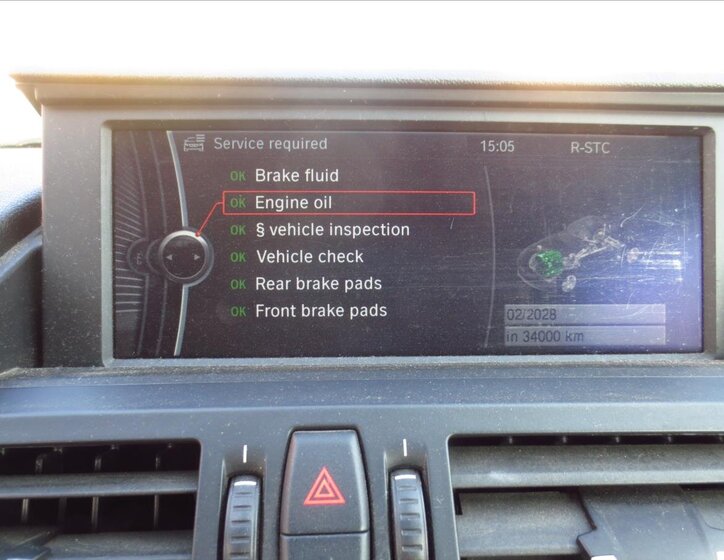 Service required
15:05
R-STC
OK Brake fluid
OK Engine oil
OK § vehicle inspection
OK Vehicle check
OK Rear brake pads
OK Front brake pads
02/2028
in 34000 km